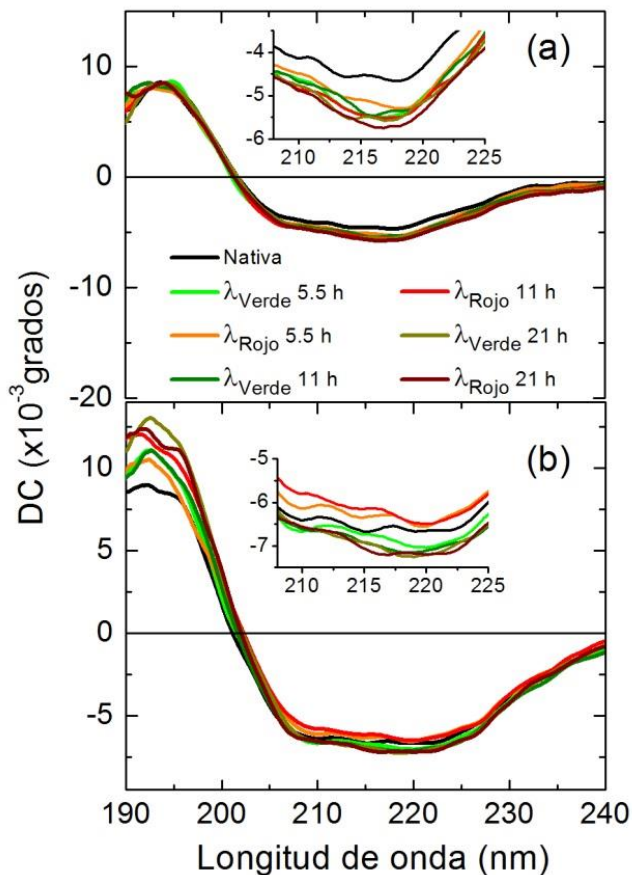 (a)
10
0
-10
-20
-4
-5
-6
210 215 220 225
Nativa
λVerde 5.5 h
λRojo 5.5 h
λVerde 11 h
λRojo 11 h
λVerde 21 h
λRojo 21 h
DC (x10-3 grados)
(b)
10
5
0
-5
-5
-6
-7
210 215 220 225
190 200 210 220 230 240
Longitud de onda (nm)